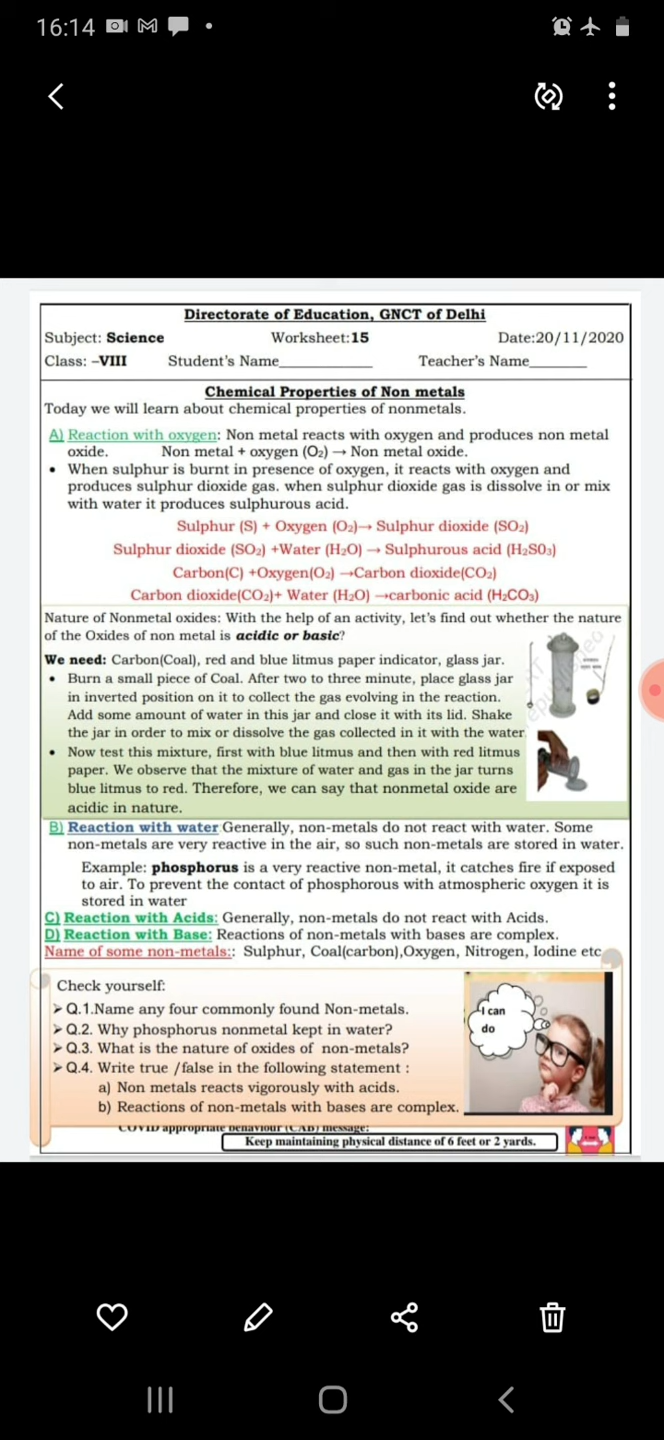 16:14
Directorate of Education, GNCT of Delhi
Subject: Science Worksheet:15 Date:20/11/2020
Class: –VIII Student's Name____________ Teacher's Name________
Chemical Properties of Non metals
Today we will learn about chemical properties of nonmetals.
A) Reaction with oxygen: Non metal reacts with oxygen and produces non metal
oxide. Non metal + oxygen (O₂) → Non metal oxide.
• When sulphur is burnt in presence of oxygen, it reacts with oxygen and
produces sulphur dioxide gas. when sulphur dioxide gas is dissolve in or mix
with water it produces sulphurous acid.
Sulphur (S) + Oxygen (O₂)→ Sulphur dioxide (SO₂)
Sulphur dioxide (SO₂) +Water (H₂O) → Sulphurous acid (H₂S0₃)
Carbon(C) +Oxygen(O₂) →Carbon dioxide(CO₂)
Carbon dioxide(CO₂)+ Water (H₂O) →carbonic acid (H₂CO₃)
Nature of Nonmetal oxides: With the help of an activity, let's find out whether the nature
of the Oxides of non metal is acidic or basic?
We need: Carbon(Coal), red and blue litmus paper indicator, glass jar.
• Burn a small piece of Coal. After two to three minute, place glass jar
in inverted position on it to collect the gas evolving in the reaction.
Add some amount of water in this jar and close it with its lid. Shake
the jar in order to mix or dissolve the gas collected in it with the water
• Now test this mixture, first with blue litmus and then with red litmus
paper. We observe that the mixture of water and gas in the jar turns
blue litmus to red. Therefore, we can say that nonmetal oxide are
acidic in nature.
B) Reaction with water Generally, non-metals do not react with water. Some
non-metals are very reactive in the air, so such non-metals are stored in water.
Example: phosphorus is a very reactive non-metal, it catches fire if exposed
to air. To prevent the contact of phosphorous with atmospheric oxygen it is
stored in water
C) Reaction with Acids: Generally, non-metals do not react with Acids.
D) Reaction with Base: Reactions of non-metals with bases are complex.
Name of some non-metals:: Sulphur, Coal(carbon),Oxygen, Nitrogen, Iodine etc
Check yourself:
➢ Q.1.Name any four commonly found Non-metals.
➢ Q.2. Why phosphorus nonmetal kept in water?
➢ Q.3. What is the nature of oxides of non-metals?
➢ Q.4. Write true /false in the following statement :
a) Non metals reacts vigorously with acids.
b) Reactions of non-metals with bases are complex.
I can
do
COVID appropriate behaviour (CAB) message:
Keep maintaining physical distance of 6 feet or 2 yards.